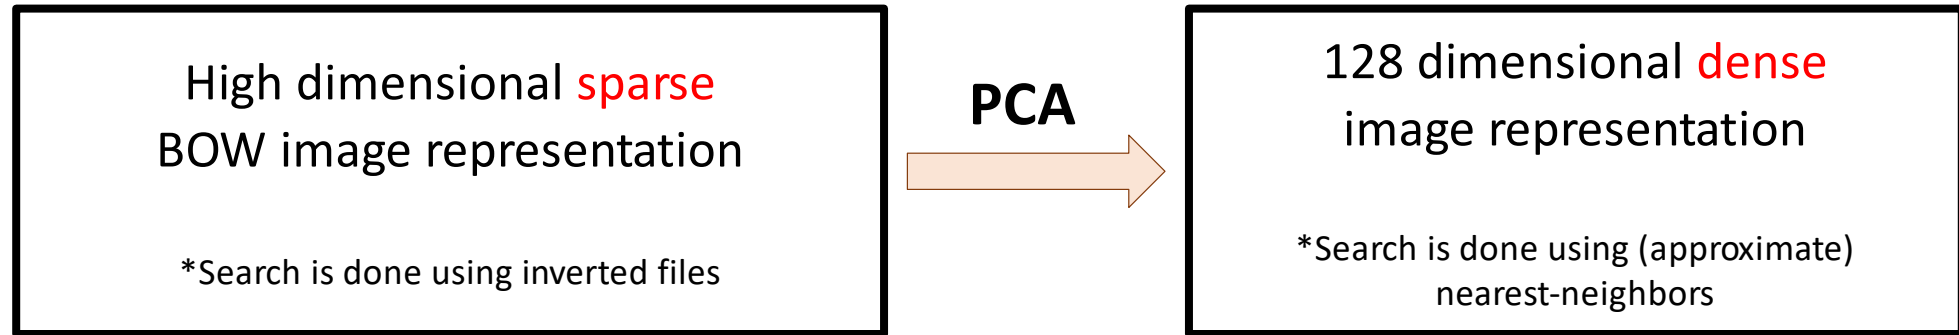 High dimensional sparse
BOW image representation
*Search is done using inverted files
PCA
128 dimensional dense
image representation
*Search is done using (approximate)
nearest-neighbors